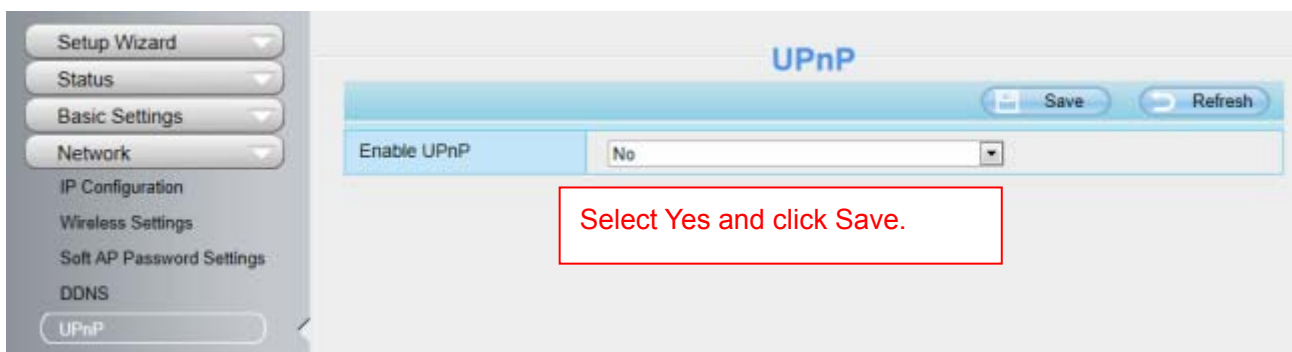 Setup Wizard
Status
Basic Settings
Network
IP Configuration
Wireless Settings
Soft AP Password Settings
DDNS
UPnP
UPnP
Save Refresh
Enable UPnP No
Select Yes and click Save.